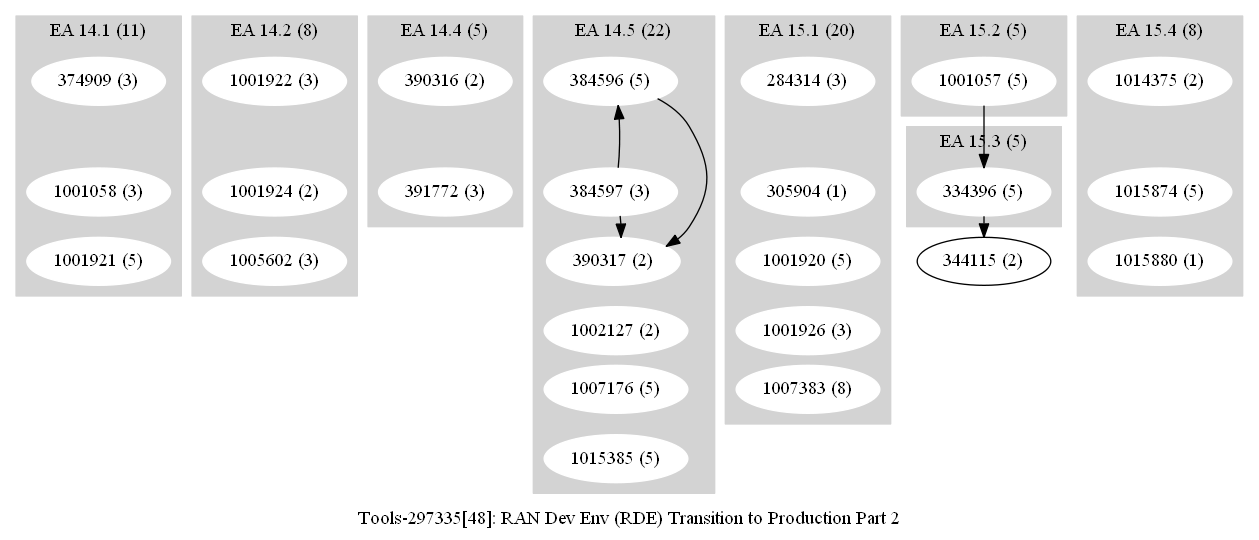 EA 14.1 (11)
374909 (3)
1001058 (3)
1001921 (5)
EA 14.2 (8)
1001922 (3)
1001924 (2)
1005602 (3)
EA 14.4 (5)
390316 (2)
391772 (3)
EA 14.5 (22)
384596 (5)
384597 (3)
390317 (2)
1002127 (2)
1007176 (5)
1015385 (5)
EA 15.1 (20)
284314 (3)
305904 (1)
1001920 (5)
1001926 (3)
1007383 (8)
EA 15.2 (5)
1001057 (5)
EA 15.3 (5)
334396 (5)
344115 (2)
EA 15.4 (8)
1014375 (2)
1015874 (5)
1015880 (1)
Tools-297335[48]: RAN Dev Env (RDE) Transition to Production Part 2